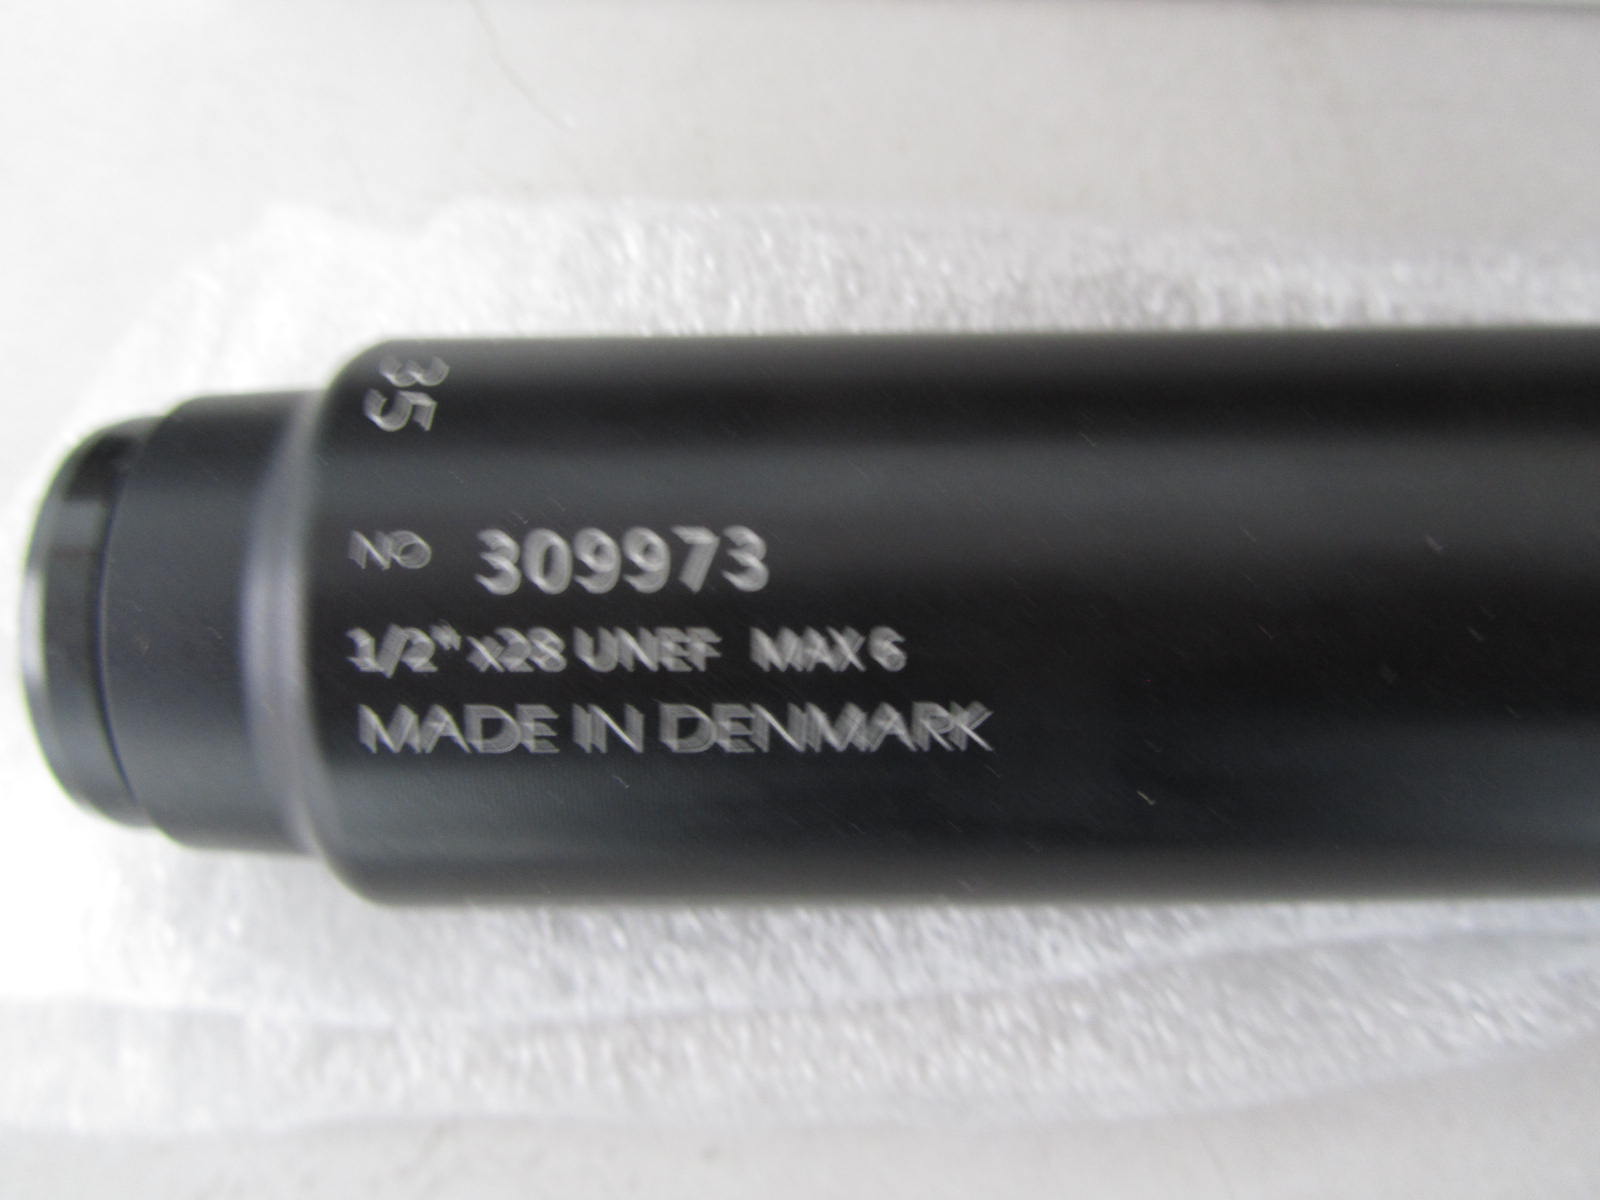 35
NO 309973
1/2" x28 UNEF MAX 6
MADE IN DENMARK